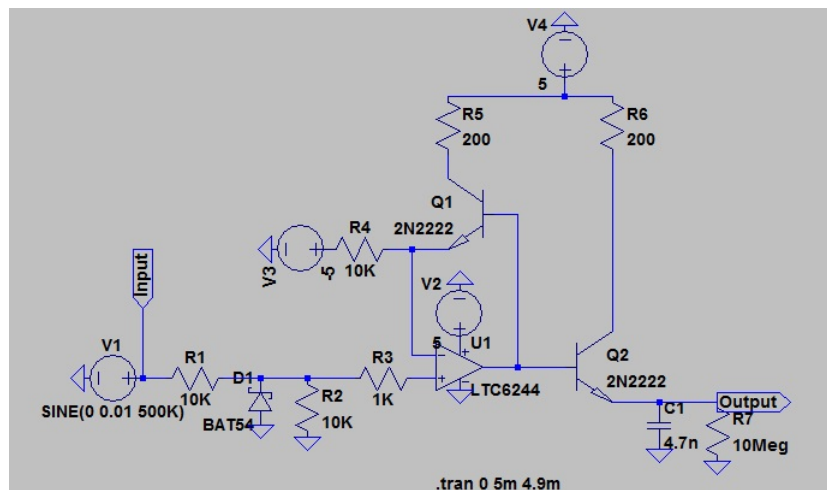 V4
5
R5
200
R6
200
Q1
2N2222
R4
10K
V3
-5
V2
5
U1
LTC6244
Input
V1
SINE(0 0.01 500K)
R1
10K
D1
BAT54
R2
10K
R3
1K
Q2
2N2222
Output
C1
4.7n
R7
10Meg
.tran 0 5m 4.9m